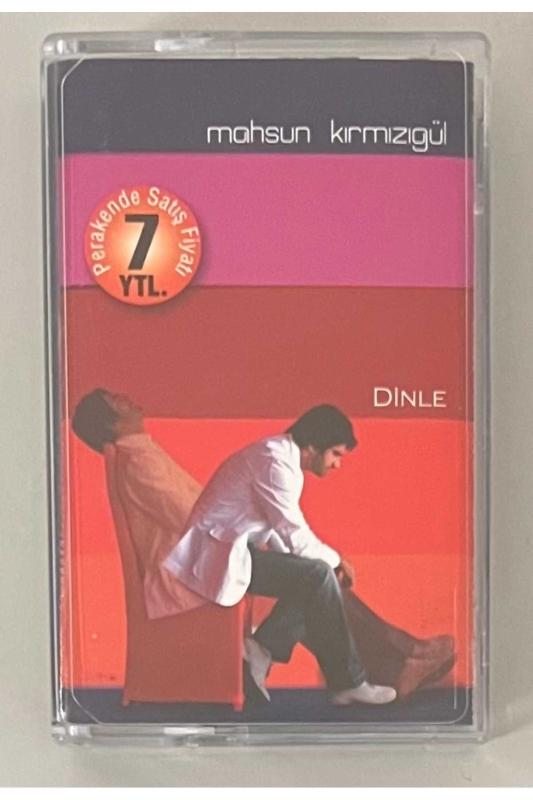 mahsun kırmızıgül
Perakende Satış Fiyatı
7
YTL.
DİNLE